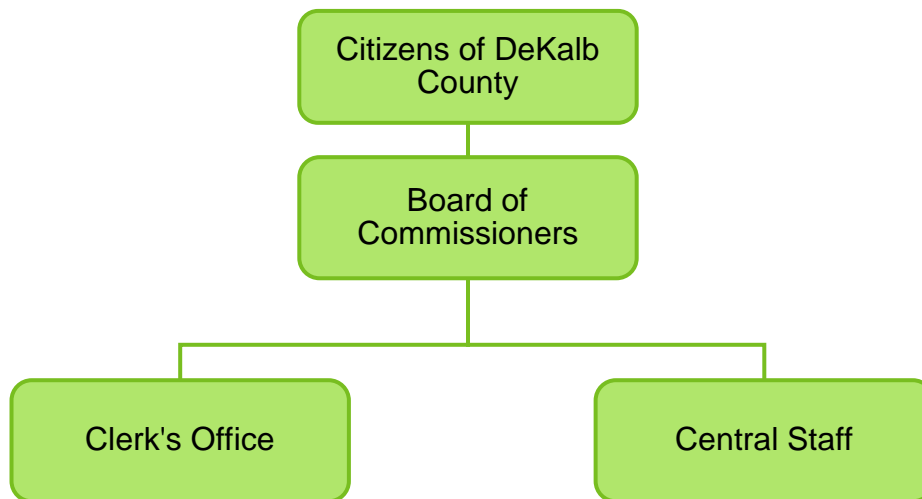 Citizens of DeKalb
County
Board of
Commissioners
Clerk's Office
Central Staff